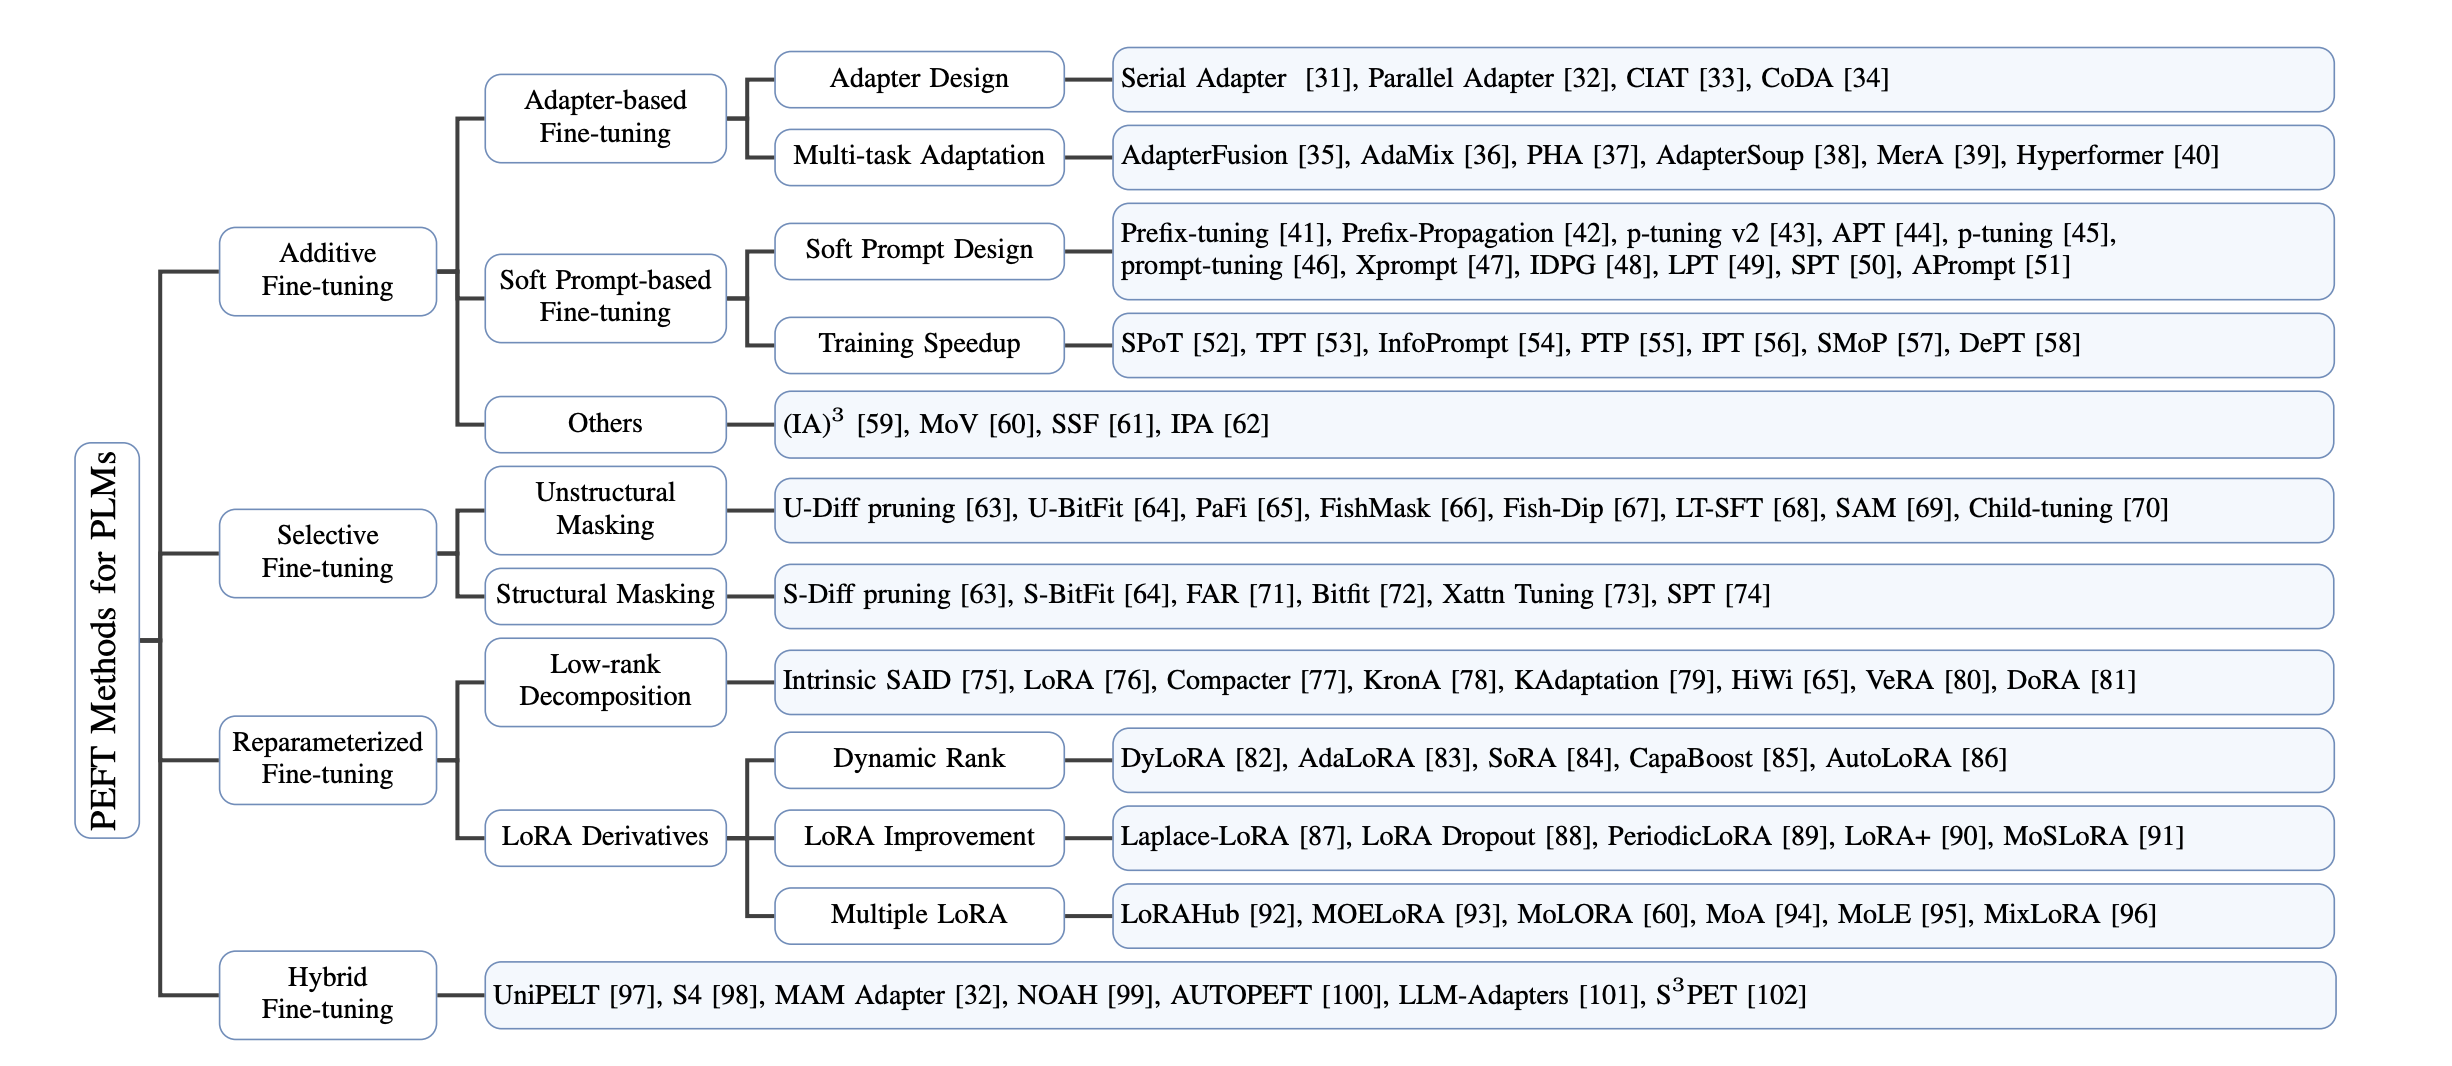 PEFT Methods for PLMs
Additive
Fine-tuning
Adapter-based
Fine-tuning
Adapter Design
Serial Adapter [31], Parallel Adapter [32], CIAT [33], CoDA [34]
Multi-task Adaptation
AdapterFusion [35], AdaMix [36], PHA [37], AdapterSoup [38], MerA [39], Hyperformer [40]
Soft Prompt-based
Fine-tuning
Soft Prompt Design
Prefix-tuning [41], Prefix-Propagation [42], p-tuning v2 [43], APT [44], p-tuning [45],
prompt-tuning [46], Xprompt [47], IDPG [48], LPT [49], SPT [50], APrompt [51]
Training Speedup
SPoT [52], TPT [53], InfoPrompt [54], PTP [55], IPT [56], SMoP [57], DePT [58]
Others
(IA)³ [59], MoV [60], SSF [61], IPA [62]
Selective
Fine-tuning
Unstructural
Masking
U-Diff pruning [63], U-BitFit [64], PaFi [65], FishMask [66], Fish-Dip [67], LT-SFT [68], SAM [69], Child-tuning [70]
Structural Masking
S-Diff pruning [63], S-BitFit [64], FAR [71], Bitfit [72], Xattn Tuning [73], SPT [74]
Reparameterized
Fine-tuning
Low-rank
Decomposition
Intrinsic SAID [75], LoRA [76], Compacter [77], KronA [78], KAdaptation [79], HiWi [65], VeRA [80], DoRA [81]
LoRA Derivatives
Dynamic Rank
DyLoRA [82], AdaLoRA [83], SoRA [84], CapaBoost [85], AutoLoRA [86]
LoRA Improvement
Laplace-LoRA [87], LoRA Dropout [88], PeriodicLoRA [89], LoRA+ [90], MoSLoRA [91]
Multiple LoRA
LoRAHub [92], MOELoRA [93], MoLORA [60], MoA [94], MoLE [95], MixLoRA [96]
Hybrid
Fine-tuning
UniPELT [97], S4 [98], MAM Adapter [32], NOAH [99], AUTOPEFT [100], LLM-Adapters [101], S³PET [102]